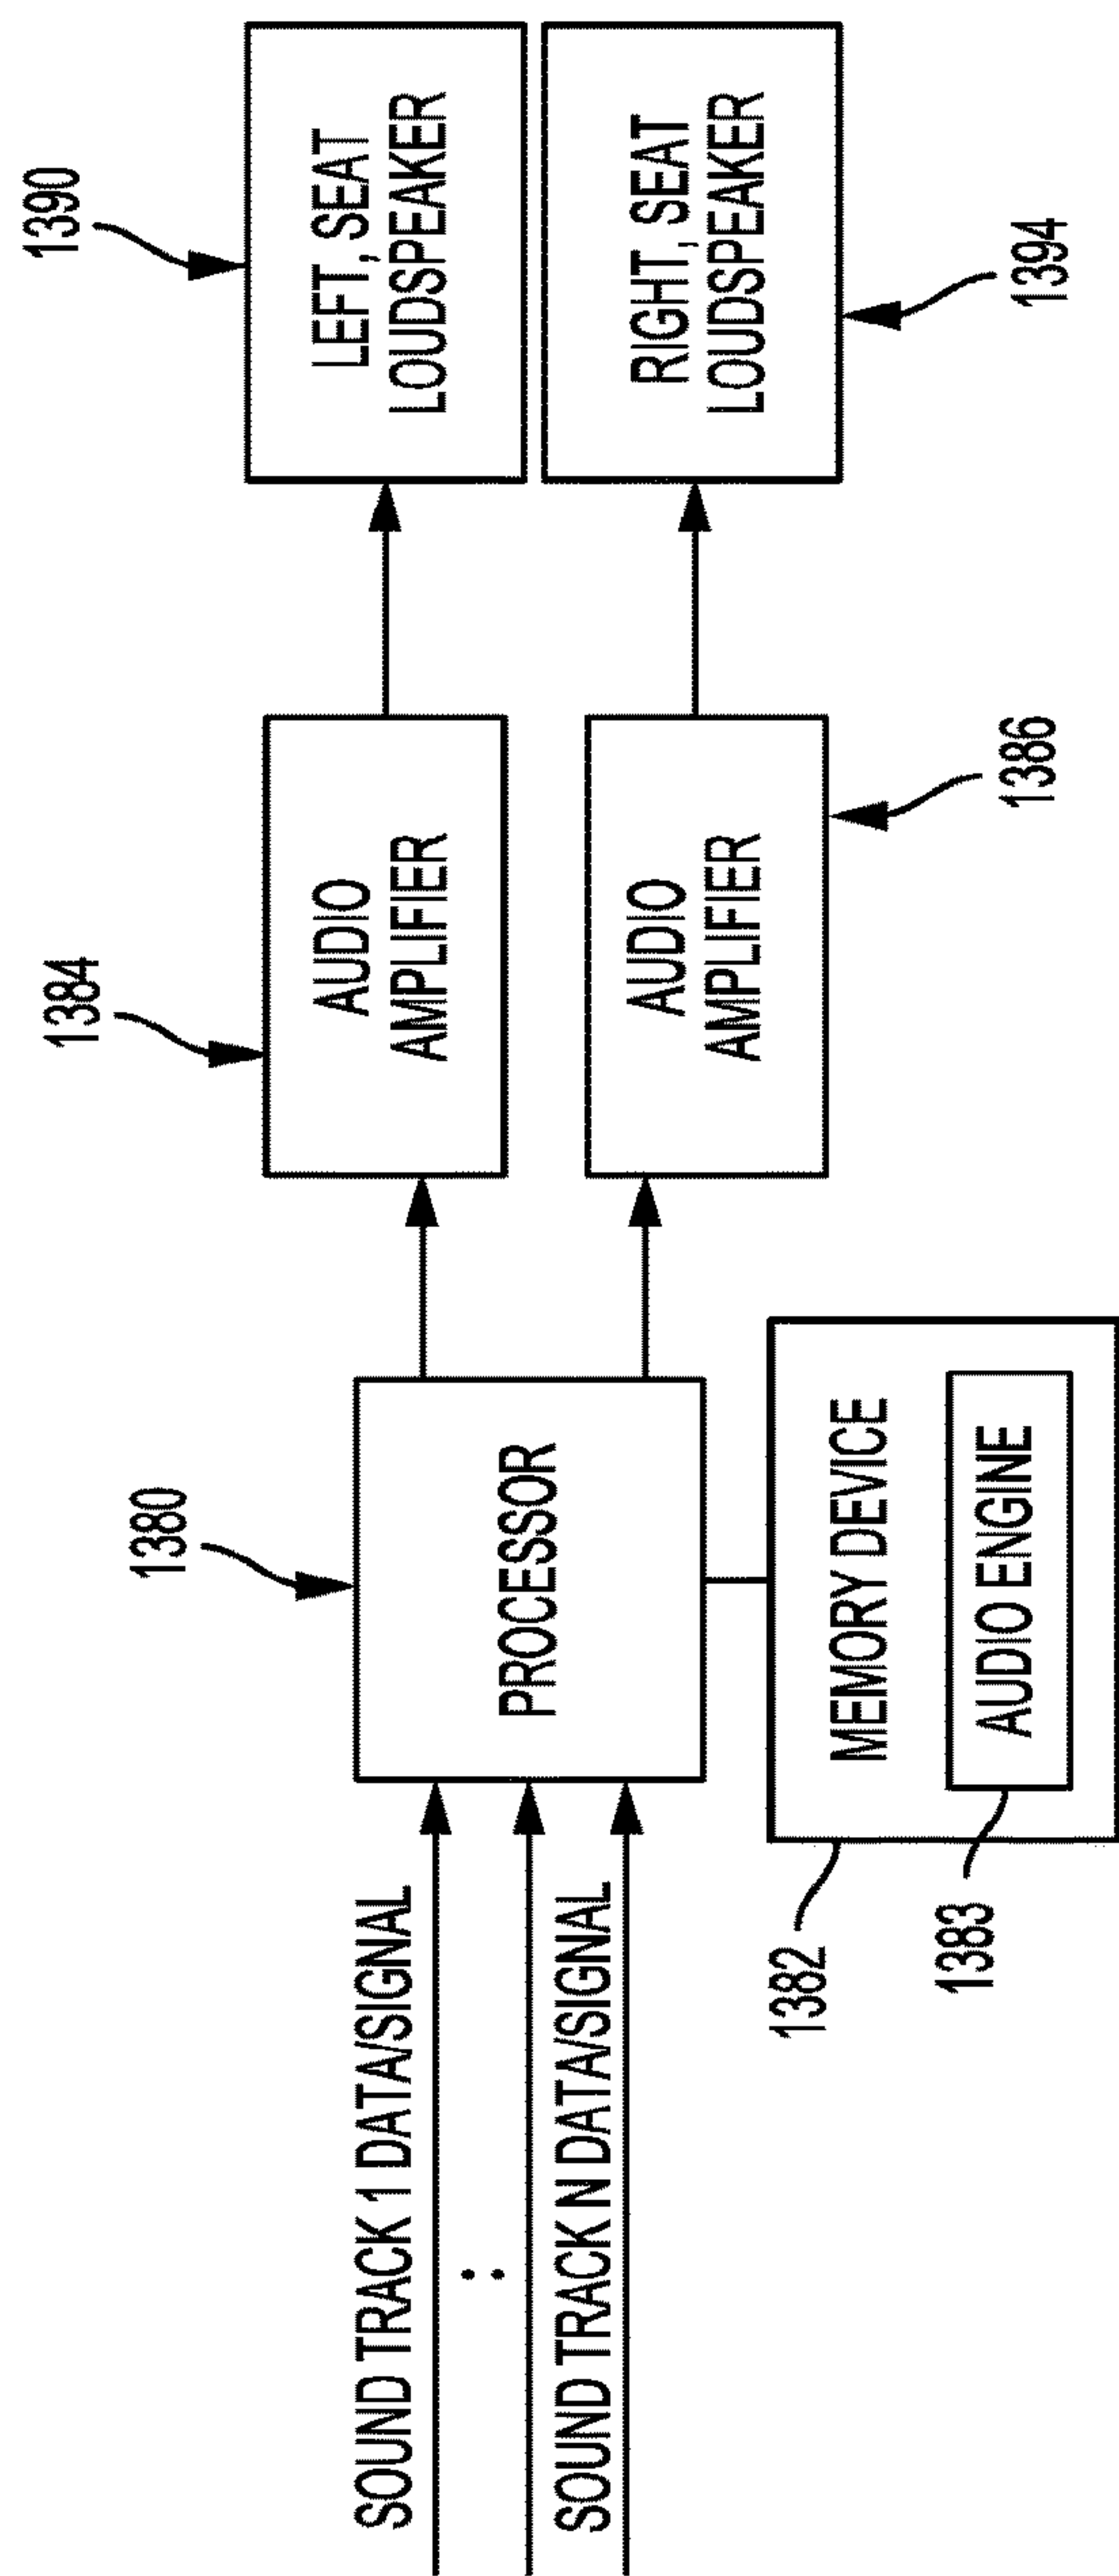 SOUND TRACK 1 DATA/SIGNAL
:
SOUND TRACK N DATA/SIGNAL
1380
PROCESSOR
1382
MEMORY DEVICE
1383
AUDIO ENGINE
1384
AUDIO
AMPLIFIER
1386
AUDIO
AMPLIFIER
1390
LEFT, SEAT
LOUDSPEAKER
RIGHT, SEAT
LOUDSPEAKER
1394